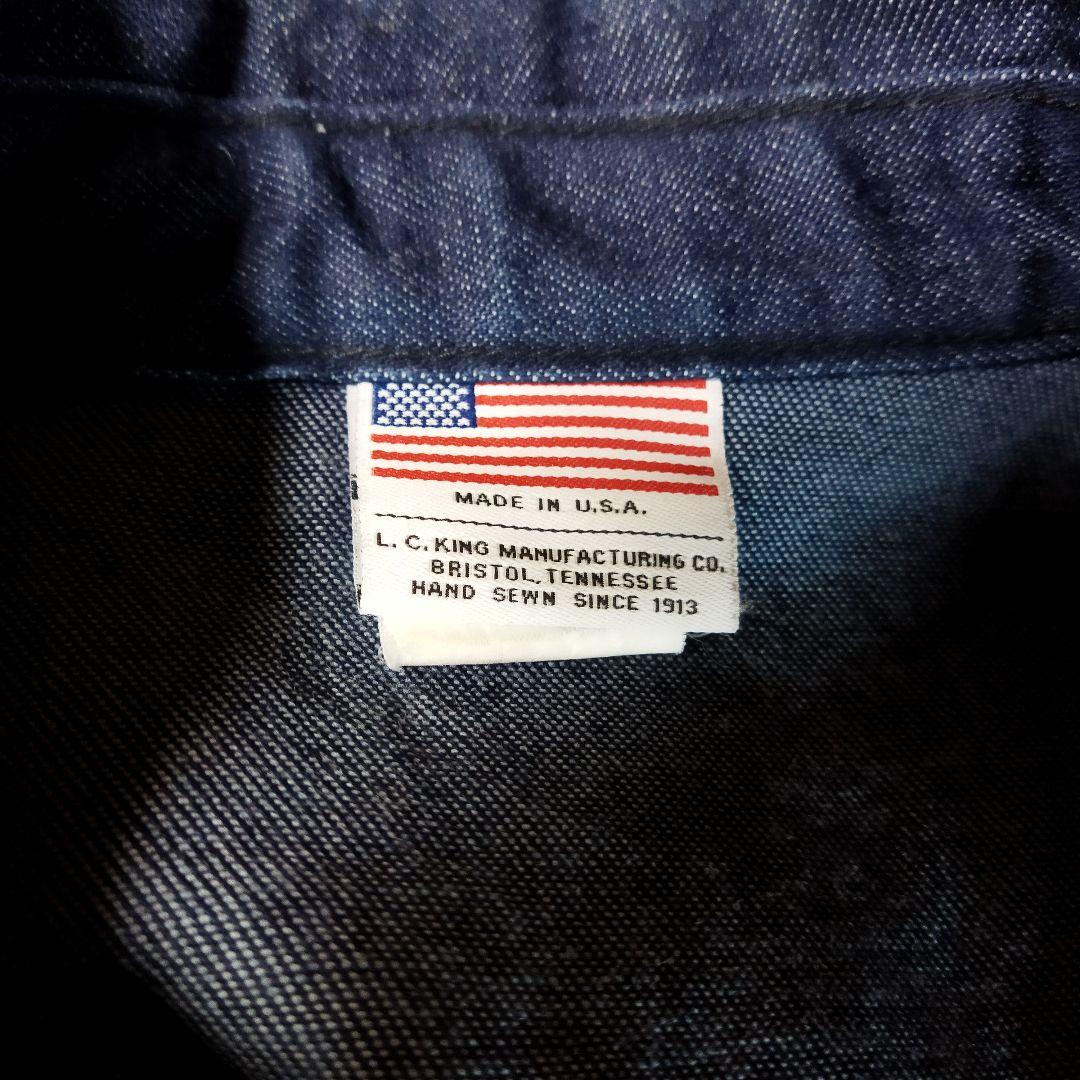 MADE IN U.S.A.
L. C. KING MANUFACTURING CO.
BRISTOL, TENNESSEE
HAND SEWN SINCE 1913